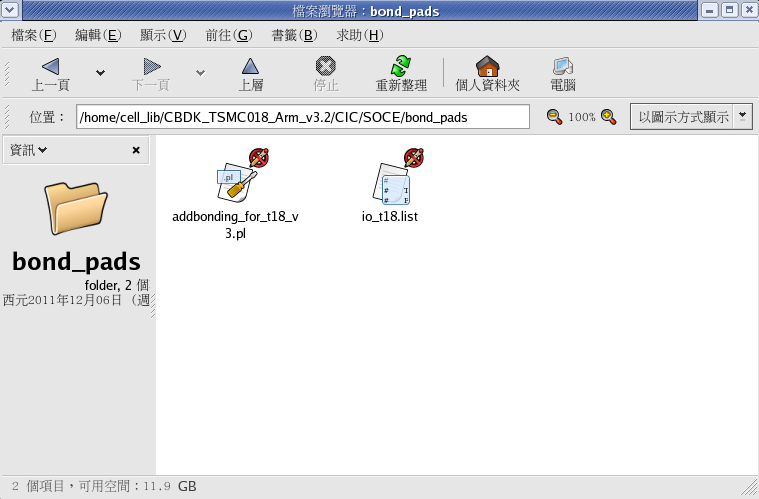 檔案瀏覽器：bond_pads
檔案(F) 編輯(E) 顯示(V) 前往(G) 書籤(B) 求助(H)
上一頁 下一頁 上層 停止 重新整理 個人資料夾 電腦
位置： /home/cell_lib/CBDK_TSMC018_Arm_v3.2/CIC/SOCE/bond_pads 100% 以圖示方式顯示
資訊
bond_pads
folder, 2 個
西元2011年12月06日 (週
.pl
addbonding_for_t18_v
3.pl
#
# T
# F
io_t18.list
2 個項目，可用空間：11.9 GB